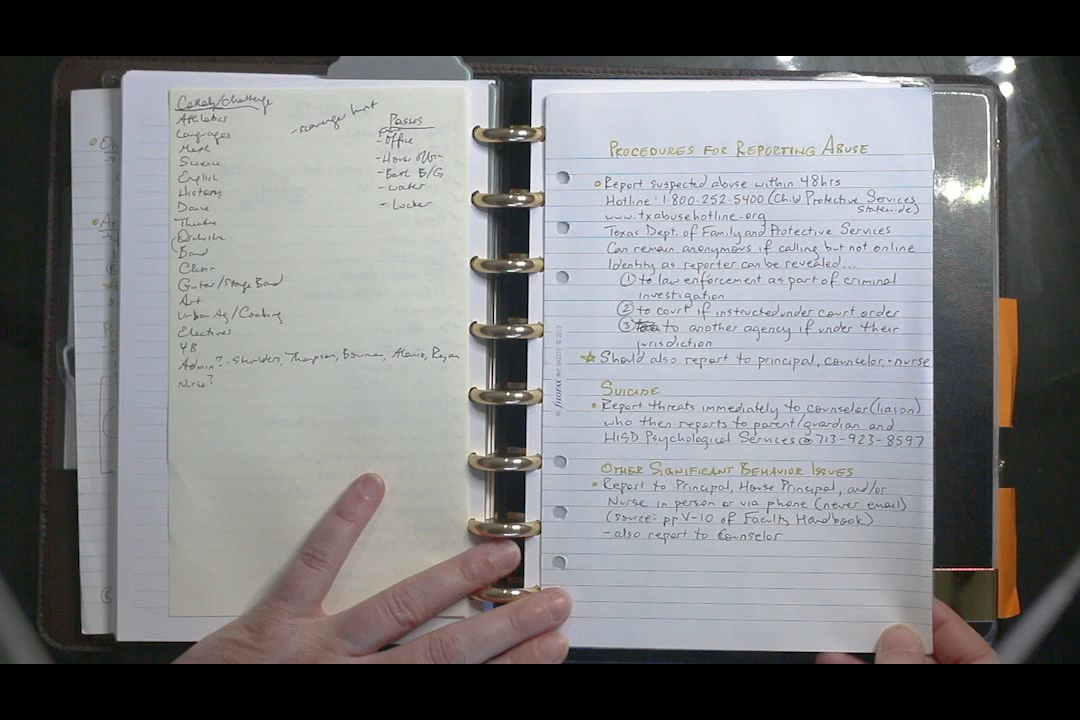 Collab/challenge
Athletics
Languages
Math
Science
English
History
Dance
Theatre
Orchestra
Band
Choir
Guitar/Stage Band
Art
Urban Ag/Cooking
Electives
YB
Admin? - Thompson, Bowman, Alaniz, Regan
Nurse?
- scavenger hunt
Passes
- Office
- House Office
- Bath B/G
- water
- Locker
Procedures for Reporting Abuse
Report suspected abuse within 48hrs
Hotline: 1.800.252.5400 (Child Protective Services
statewide)
www.txabusehotline.org
Texas Dept. of Family and Protective Services
Can remain anonymous if calling but not online
Identity as reporter can be revealed...
① to law enforcement as part of criminal
investigation
② to court if instructed under court order
③ to another agency if under their
jurisdiction
☆ Should also report to principal, counselor, + nurse
Suicide
Report threats immediately to counselor (liason)
who then reports to parent/guardian and
HISD Psychological Services @ 713-923-8597
Other Significant Behavior Issues
Report to Principal, House Principal, and/or
Nurse in person or via phone (never email)
(source: pp V-10 of Faculty Handbook)
- also report to Counselor
filofax